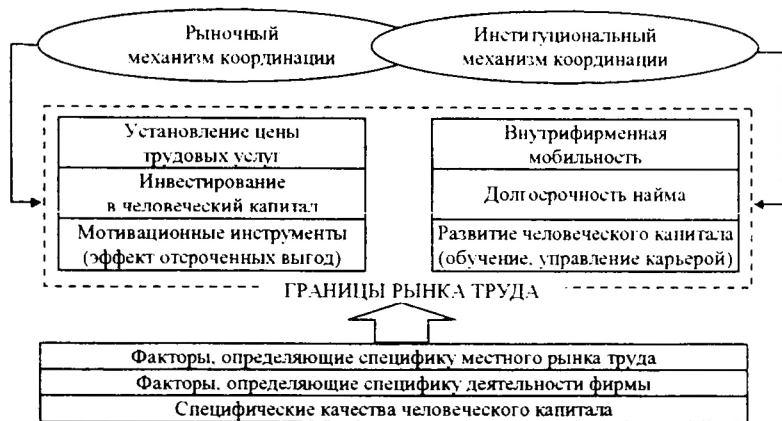 Рыночный
механизм координации
Институциональный
механизм координации
Установление цены
трудовых услуг
Инвестирование
в человеческий капитал
Мотивационные инструменты
(эффект отсроченных выгод)
Внутрифирменная
мобильность
Долгосрочность найма
Развитие человеческого капитала
(обучение, управление карьерой)
ГРАНИЦЫ РЫНКА ТРУДА
Факторы, определяющие специфику местного рынка труда
Факторы, определяющие специфику деятельности фирмы
Специфические качества человеческого капитала